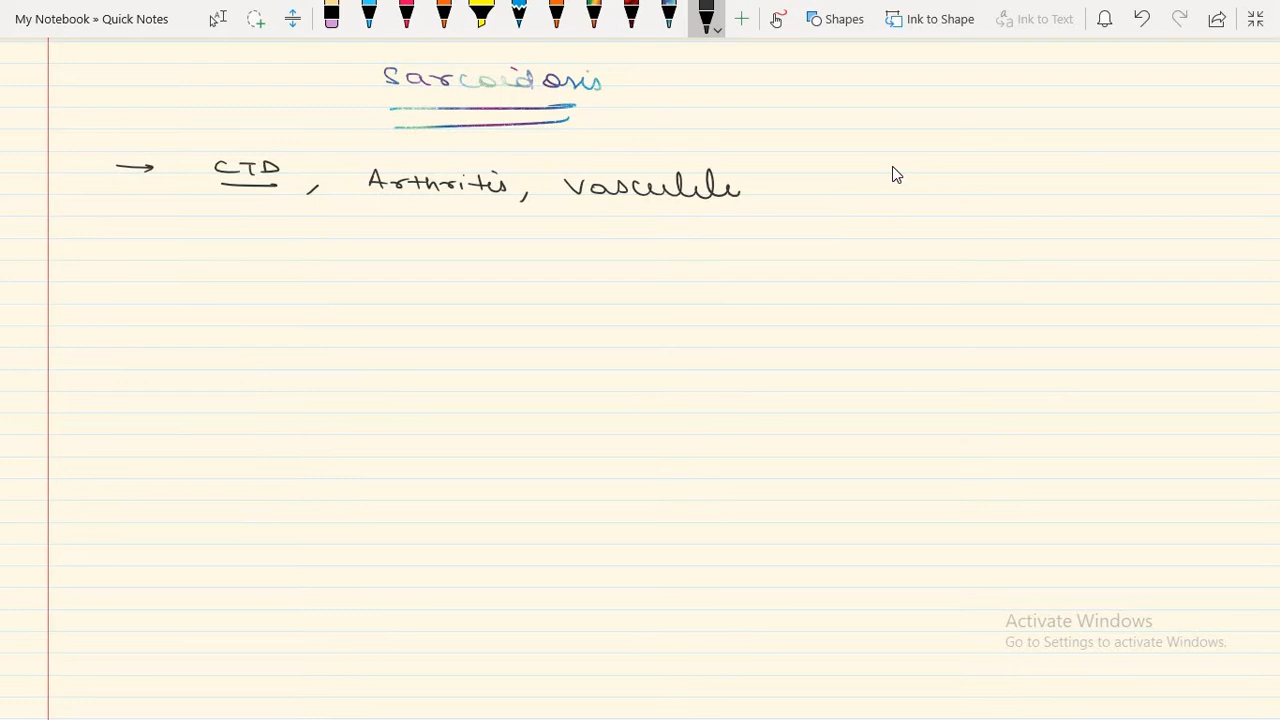 My Notebook » Quick Notes
Shapes
Ink to Shape
Ink to Text
Sarcoidosis
→ CTD, Arthritis,
Activate Windows
Go to Settings to activate Windows.